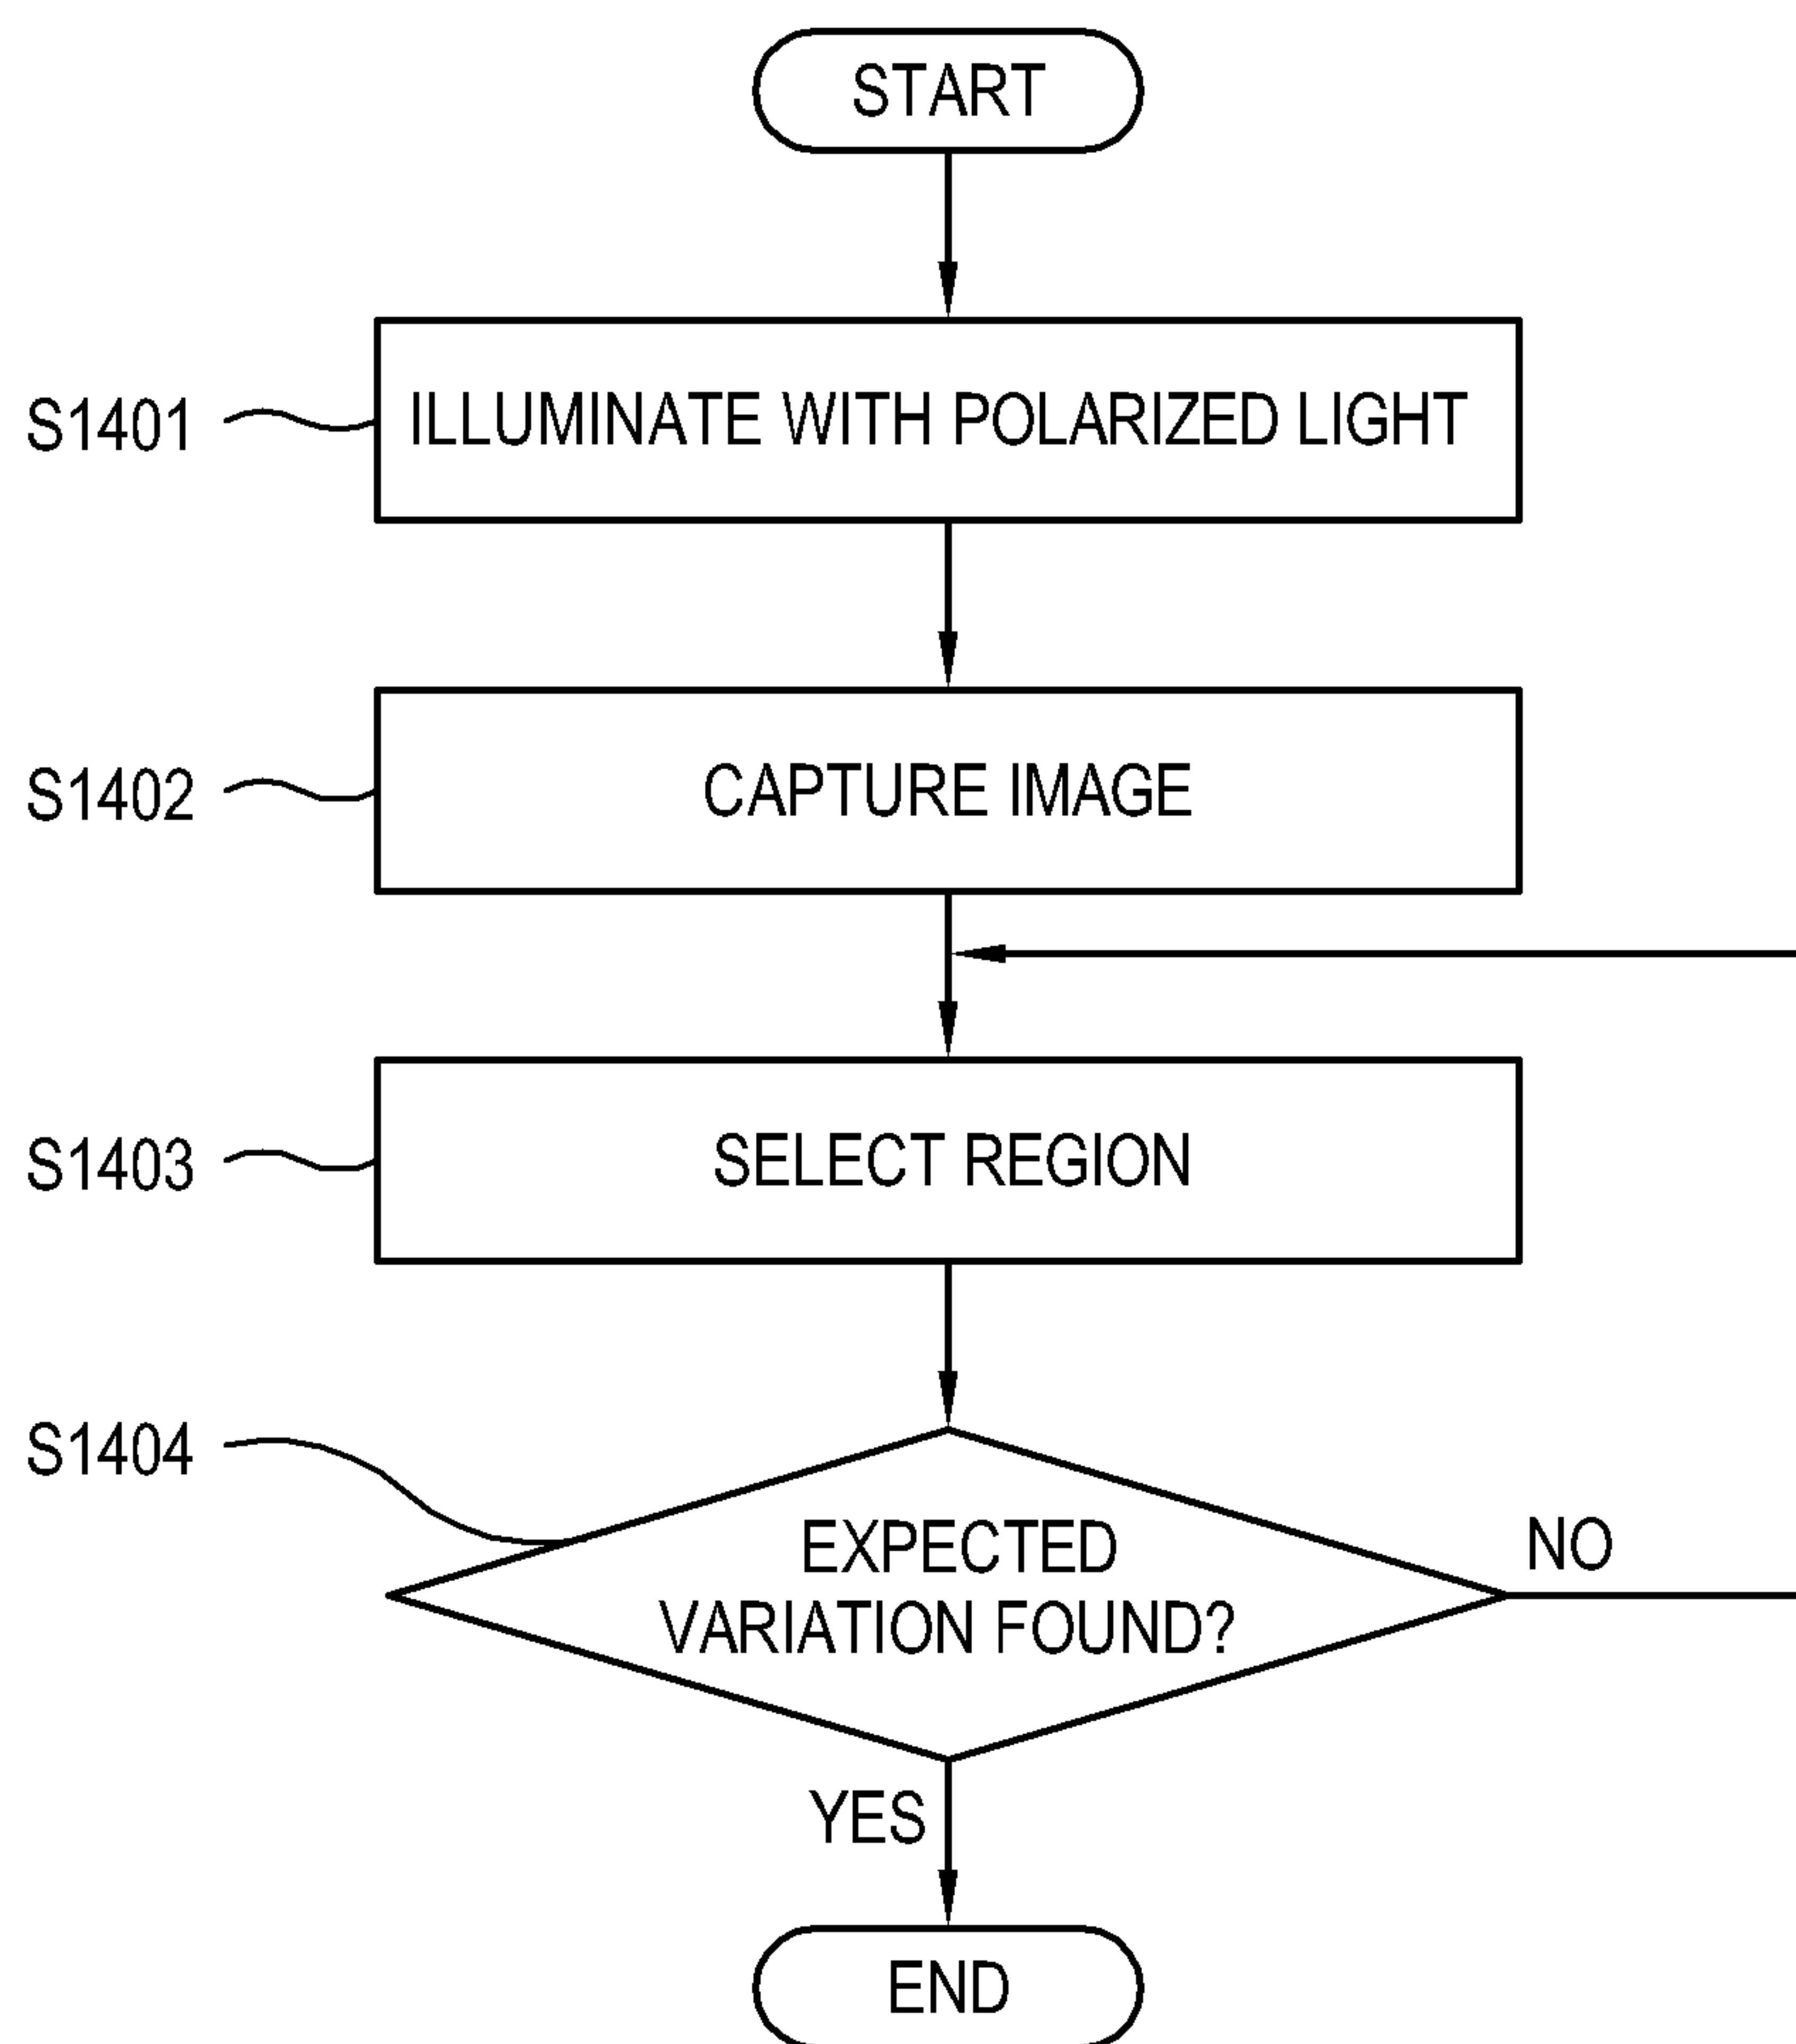 START
S1401
ILLUMINATE WITH POLARIZED LIGHT
S1402
CAPTURE IMAGE
S1403
SELECT REGION
S1404
EXPECTED
VARIATION FOUND?
NO
YES
END